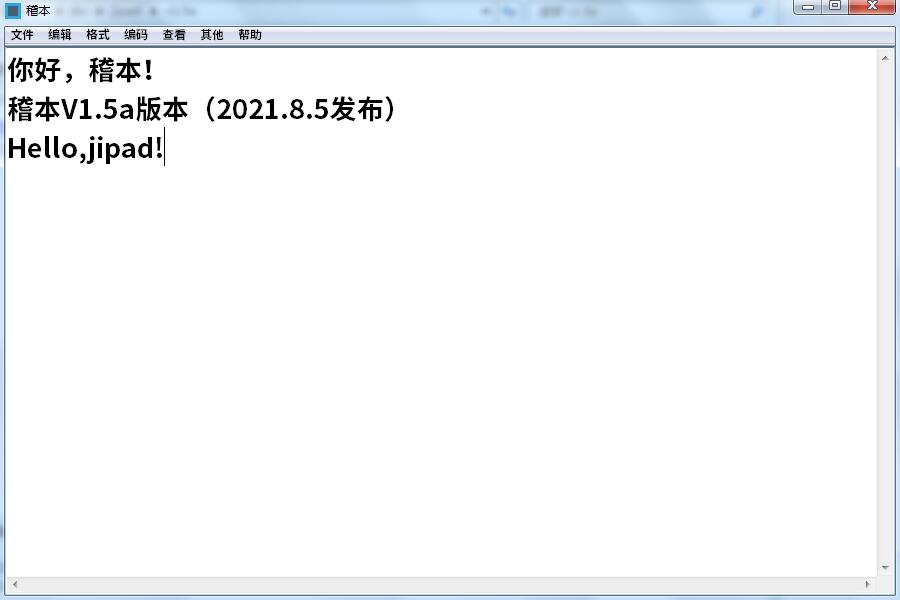 稽本
文件 编辑 格式 编码 查看 其他 帮助
你好，稽本！
稽本V1.5a版本（2021.8.5发布）
Hello,jipad!